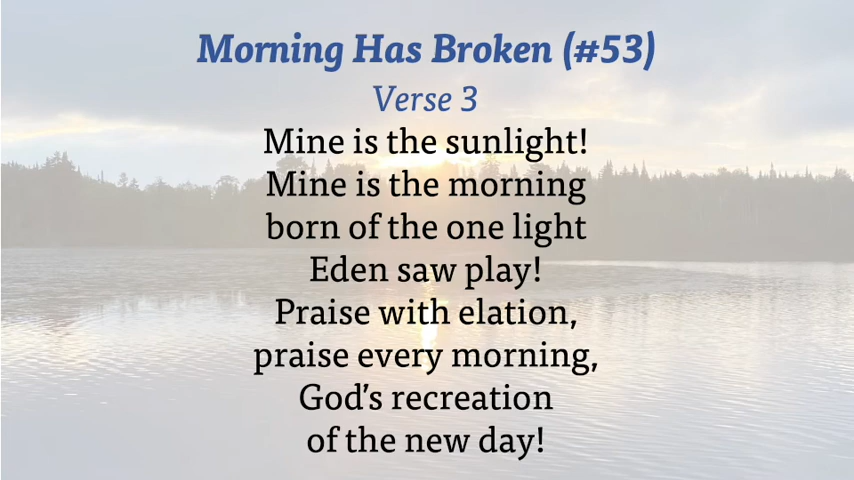 Morning Has Broken (#53)
Verse 3
Mine is the sunlight!
Mine is the morning
born of the one light
Eden saw play!
Praise with elation,
praise every morning,
God’s recreation
of the new day!